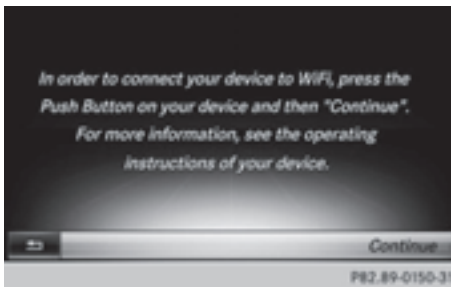 In order to connect your device to WiFi, press the
Push Button on your device and then "Continue".
For more information, see the operating
instructions of your device.
Continue
P82.89-0150-31